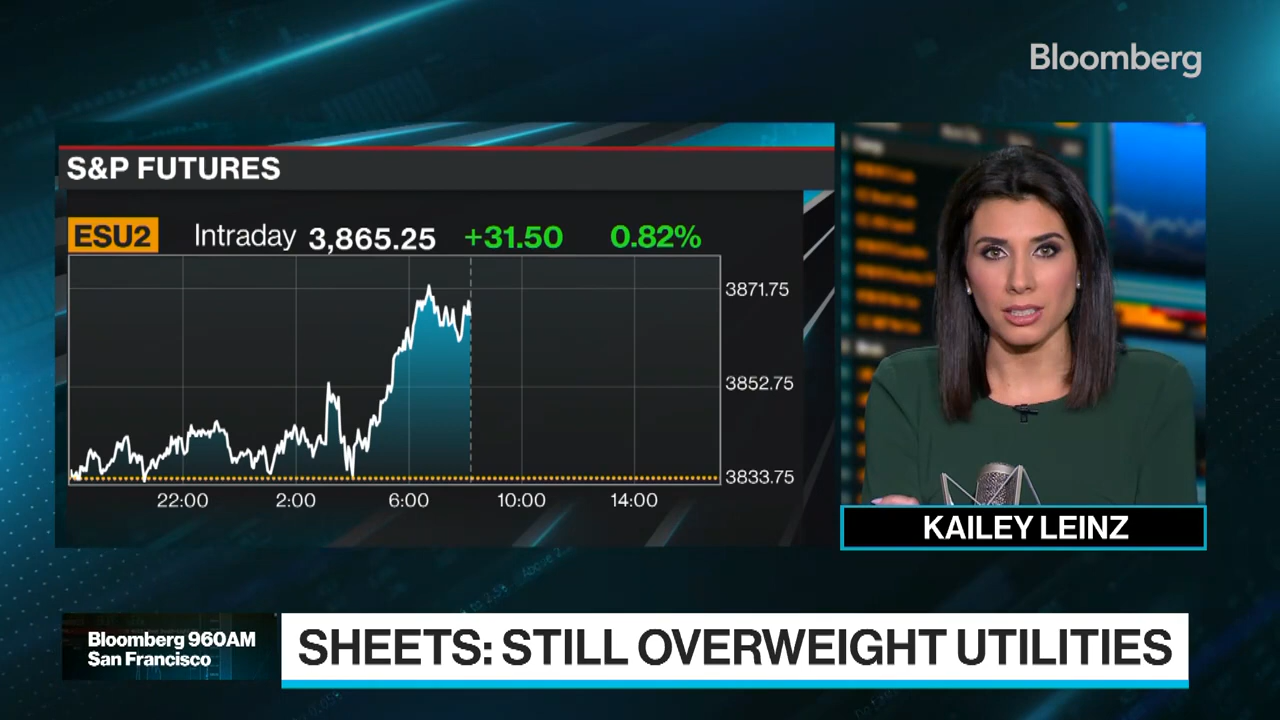 Bloomberg
S&P FUTURES
ESU2 Intraday 3,865.25 +31.50 0.82%
3871.75
3852.75
3833.75
22:00 2:00 6:00 10:00 14:00
KAILEY LEINZ
Bloomberg 960AM
San Francisco
SHEETS: STILL OVERWEIGHT UTILITIES